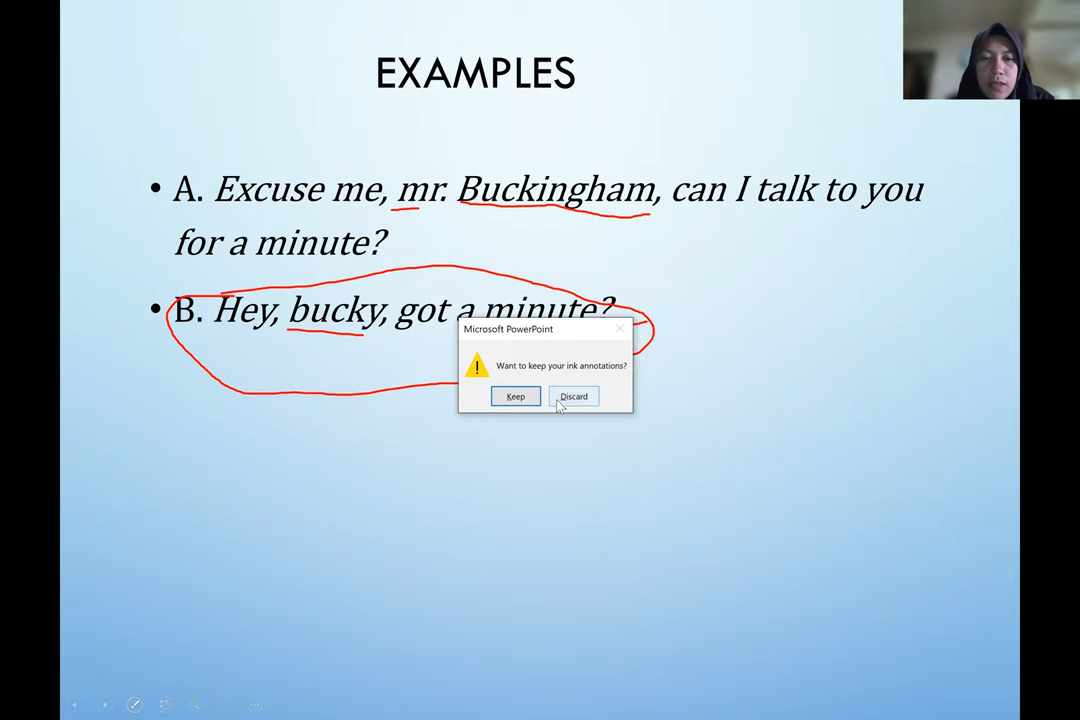 EXAMPLES
• A. Excuse me, mr. Buckingham, can I talk to you
for a minute?
• B. Hey, bucky, got a minute?
Microsoft PowerPoint
Want to keep your ink annotations?
Keep
Discard